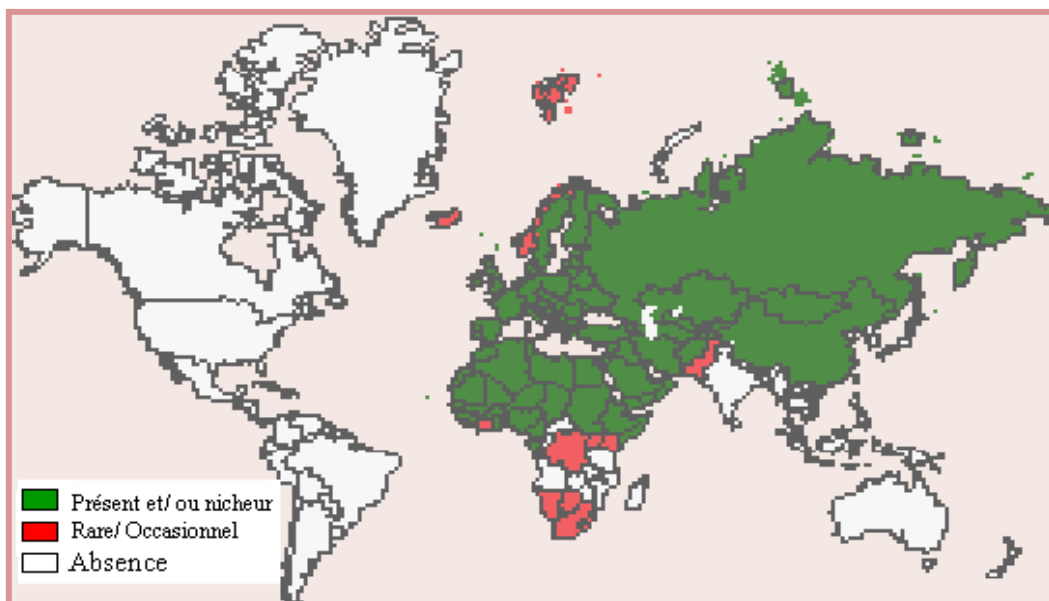 Présent et/ ou nicheur
Rare/ Occasionnel
Absence